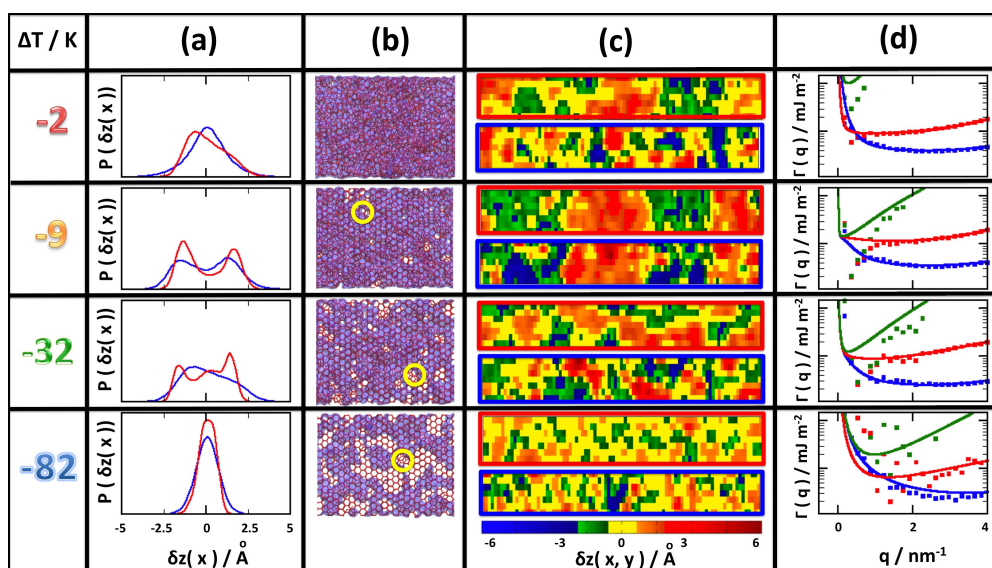 ΔT / K (a) (b) (c) (d)
-2
P ( δz( x ))
Γ ( q ) / mJ m⁻²
-9
P ( δz( x ))
Γ ( q ) / mJ m⁻²
-32
P ( δz( x ))
Γ ( q ) / mJ m⁻²
-82
P ( δz( x ))
Γ ( q ) / mJ m⁻²
-5 -2.5 0 2.5 5
δz( x ) / Å
-6 -3 0 3 6
δz( x, y ) / Å
0 2 4
q / nm⁻¹